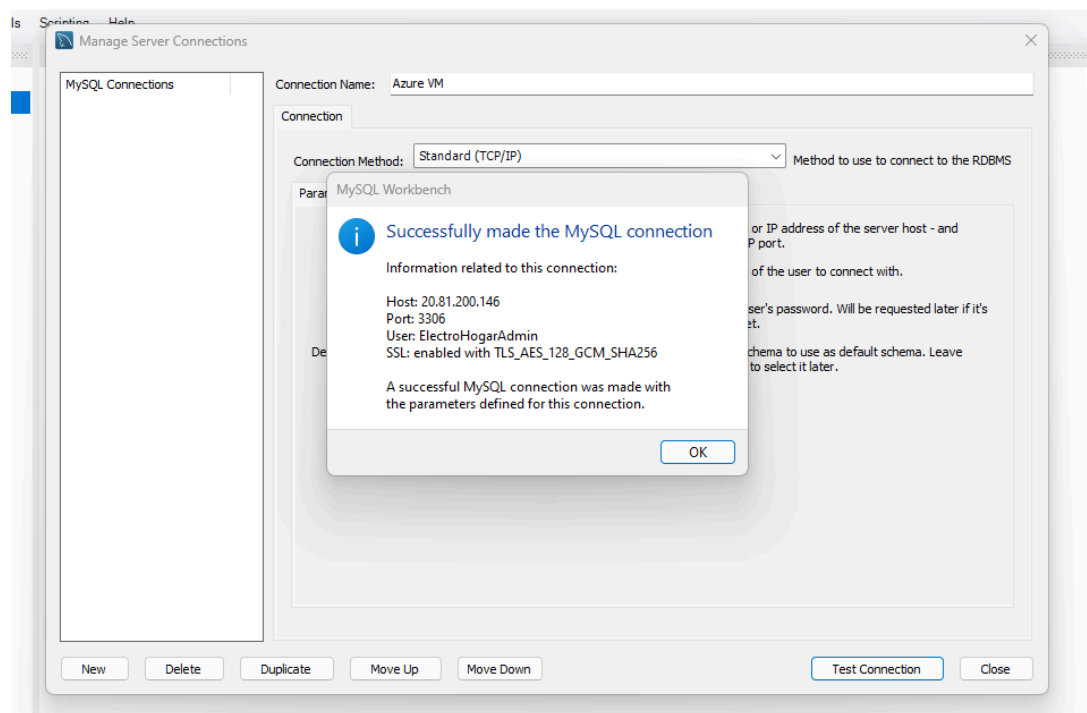 ls Scripting Help
Manage Server Connections
MySQL Connections
Connection Name: Azure VM
Connection
Connection Method: Standard (TCP/IP) Method to use to connect to the RDBMS
MySQL Workbench
Successfully made the MySQL connection
Information related to this connection:
Host: 20.81.200.146
Port: 3306
User: ElectroHogarAdmin
SSL: enabled with TLS_AES_128_GCM_SHA256
A successful MySQL connection was made with
the parameters defined for this connection.
OK
Para
De
or IP address of the server host - and
P port.
of the user to connect with.
ser's password. Will be requested later if it's
et.
chema to use as default schema. Leave
to select it later.
New Delete Duplicate Move Up Move Down Test Connection Close